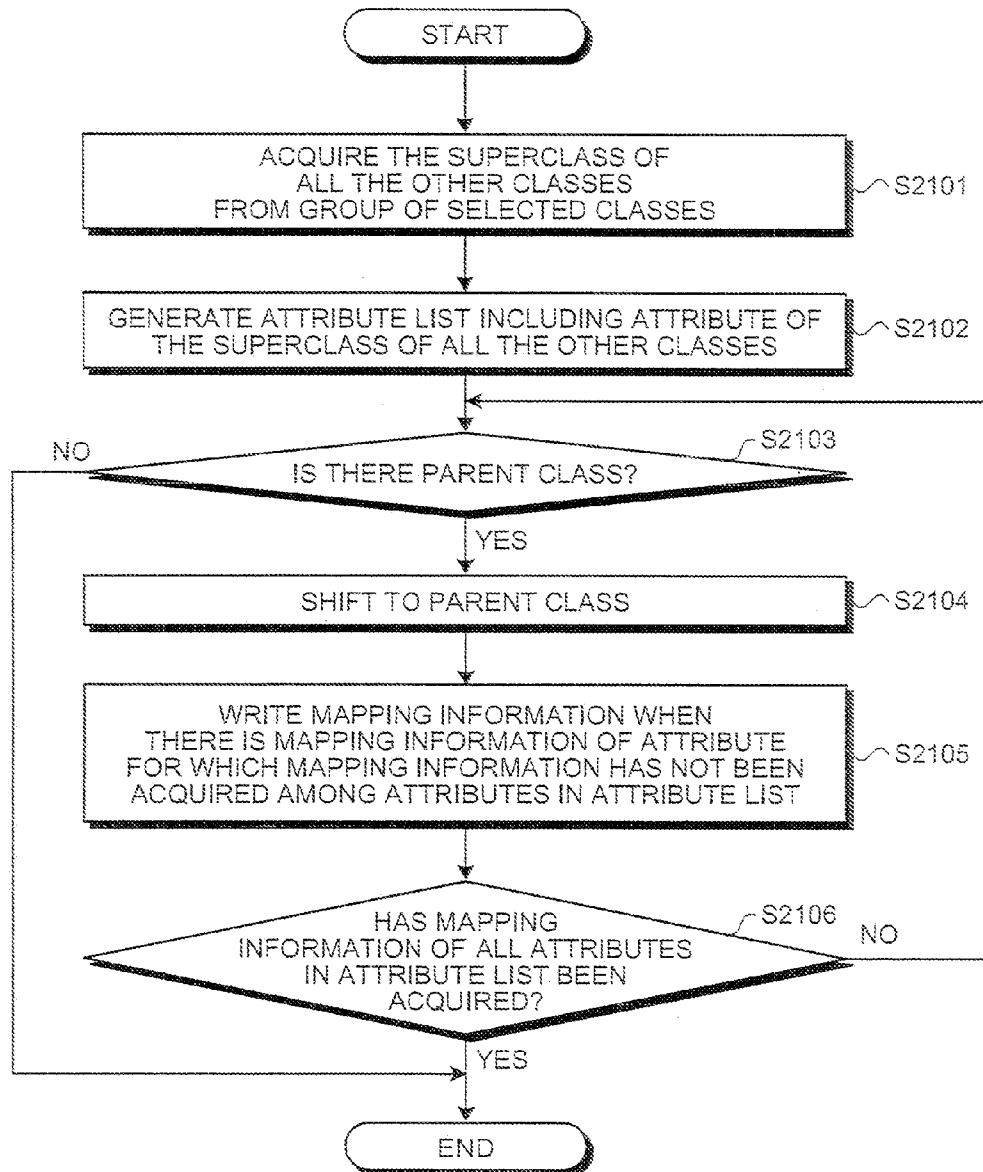 START
ACQUIRE THE SUPERCLASS OF
ALL THE OTHER CLASSES
FROM GROUP OF SELECTED CLASSES
S2101
GENERATE ATTRIBUTE LIST INCLUDING ATTRIBUTE OF
THE SUPERCLASS OF ALL THE OTHER CLASSES
S2102
S2103
NO
IS THERE PARENT CLASS?
YES
SHIFT TO PARENT CLASS
S2104
WRITE MAPPING INFORMATION WHEN
THERE IS MAPPING INFORMATION OF ATTRIBUTE
FOR WHICH MAPPING INFORMATION HAS NOT BEEN
ACQUIRED AMONG ATTRIBUTES IN ATTRIBUTE LIST
S2105
S2106
HAS MAPPING
INFORMATION OF ALL ATTRIBUTES
IN ATTRIBUTE LIST BEEN
ACQUIRED?
NO
YES
END